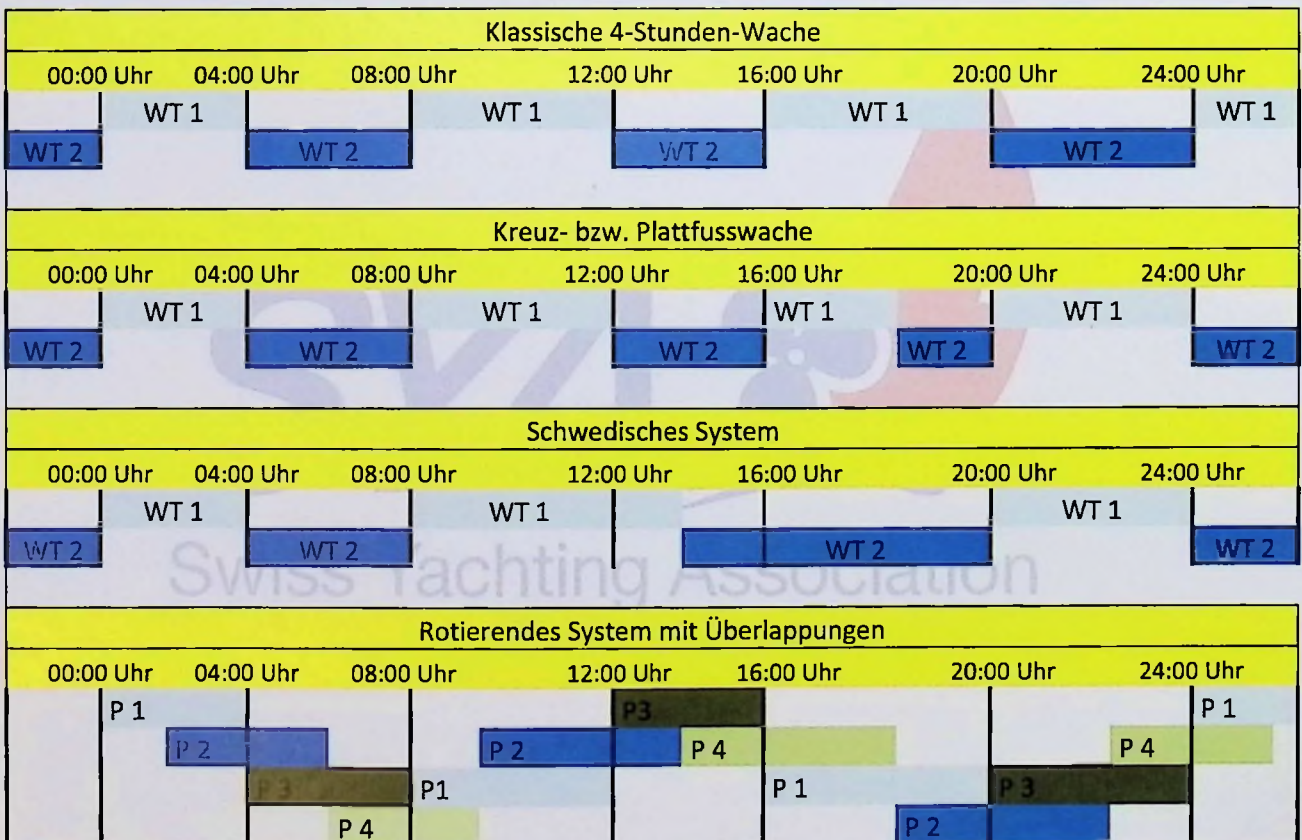 Klassische 4-Stunden-Wache
00:00 Uhr 04:00 Uhr 08:00 Uhr 12:00 Uhr 16:00 Uhr 20:00 Uhr 24:00 Uhr
WT 1 WT 1 WT 1 WT 1
WT 2 WT 2 WT 2 WT 2
Kreuz- bzw. Plattfusswache
00:00 Uhr 04:00 Uhr 08:00 Uhr 12:00 Uhr 16:00 Uhr 20:00 Uhr 24:00 Uhr
WT 1 WT 1 WT 1 WT 1
WT 2 WT 2 WT 2 WT 2 WT 2
Schwedisches System
00:00 Uhr 04:00 Uhr 08:00 Uhr 12:00 Uhr 16:00 Uhr 20:00 Uhr 24:00 Uhr
WT 1 WT 1 WT 1
WT 2 WT 2 WT 2 WT 2
Swiss Yachting Association
Rotierendes System mit Überlappungen
00:00 Uhr 04:00 Uhr 08:00 Uhr 12:00 Uhr 16:00 Uhr 20:00 Uhr 24:00 Uhr
P 1 P3 P 1
P 2 P 2 P 4 P 4
P 3 P1 P 1 P 3
P 4 P 2